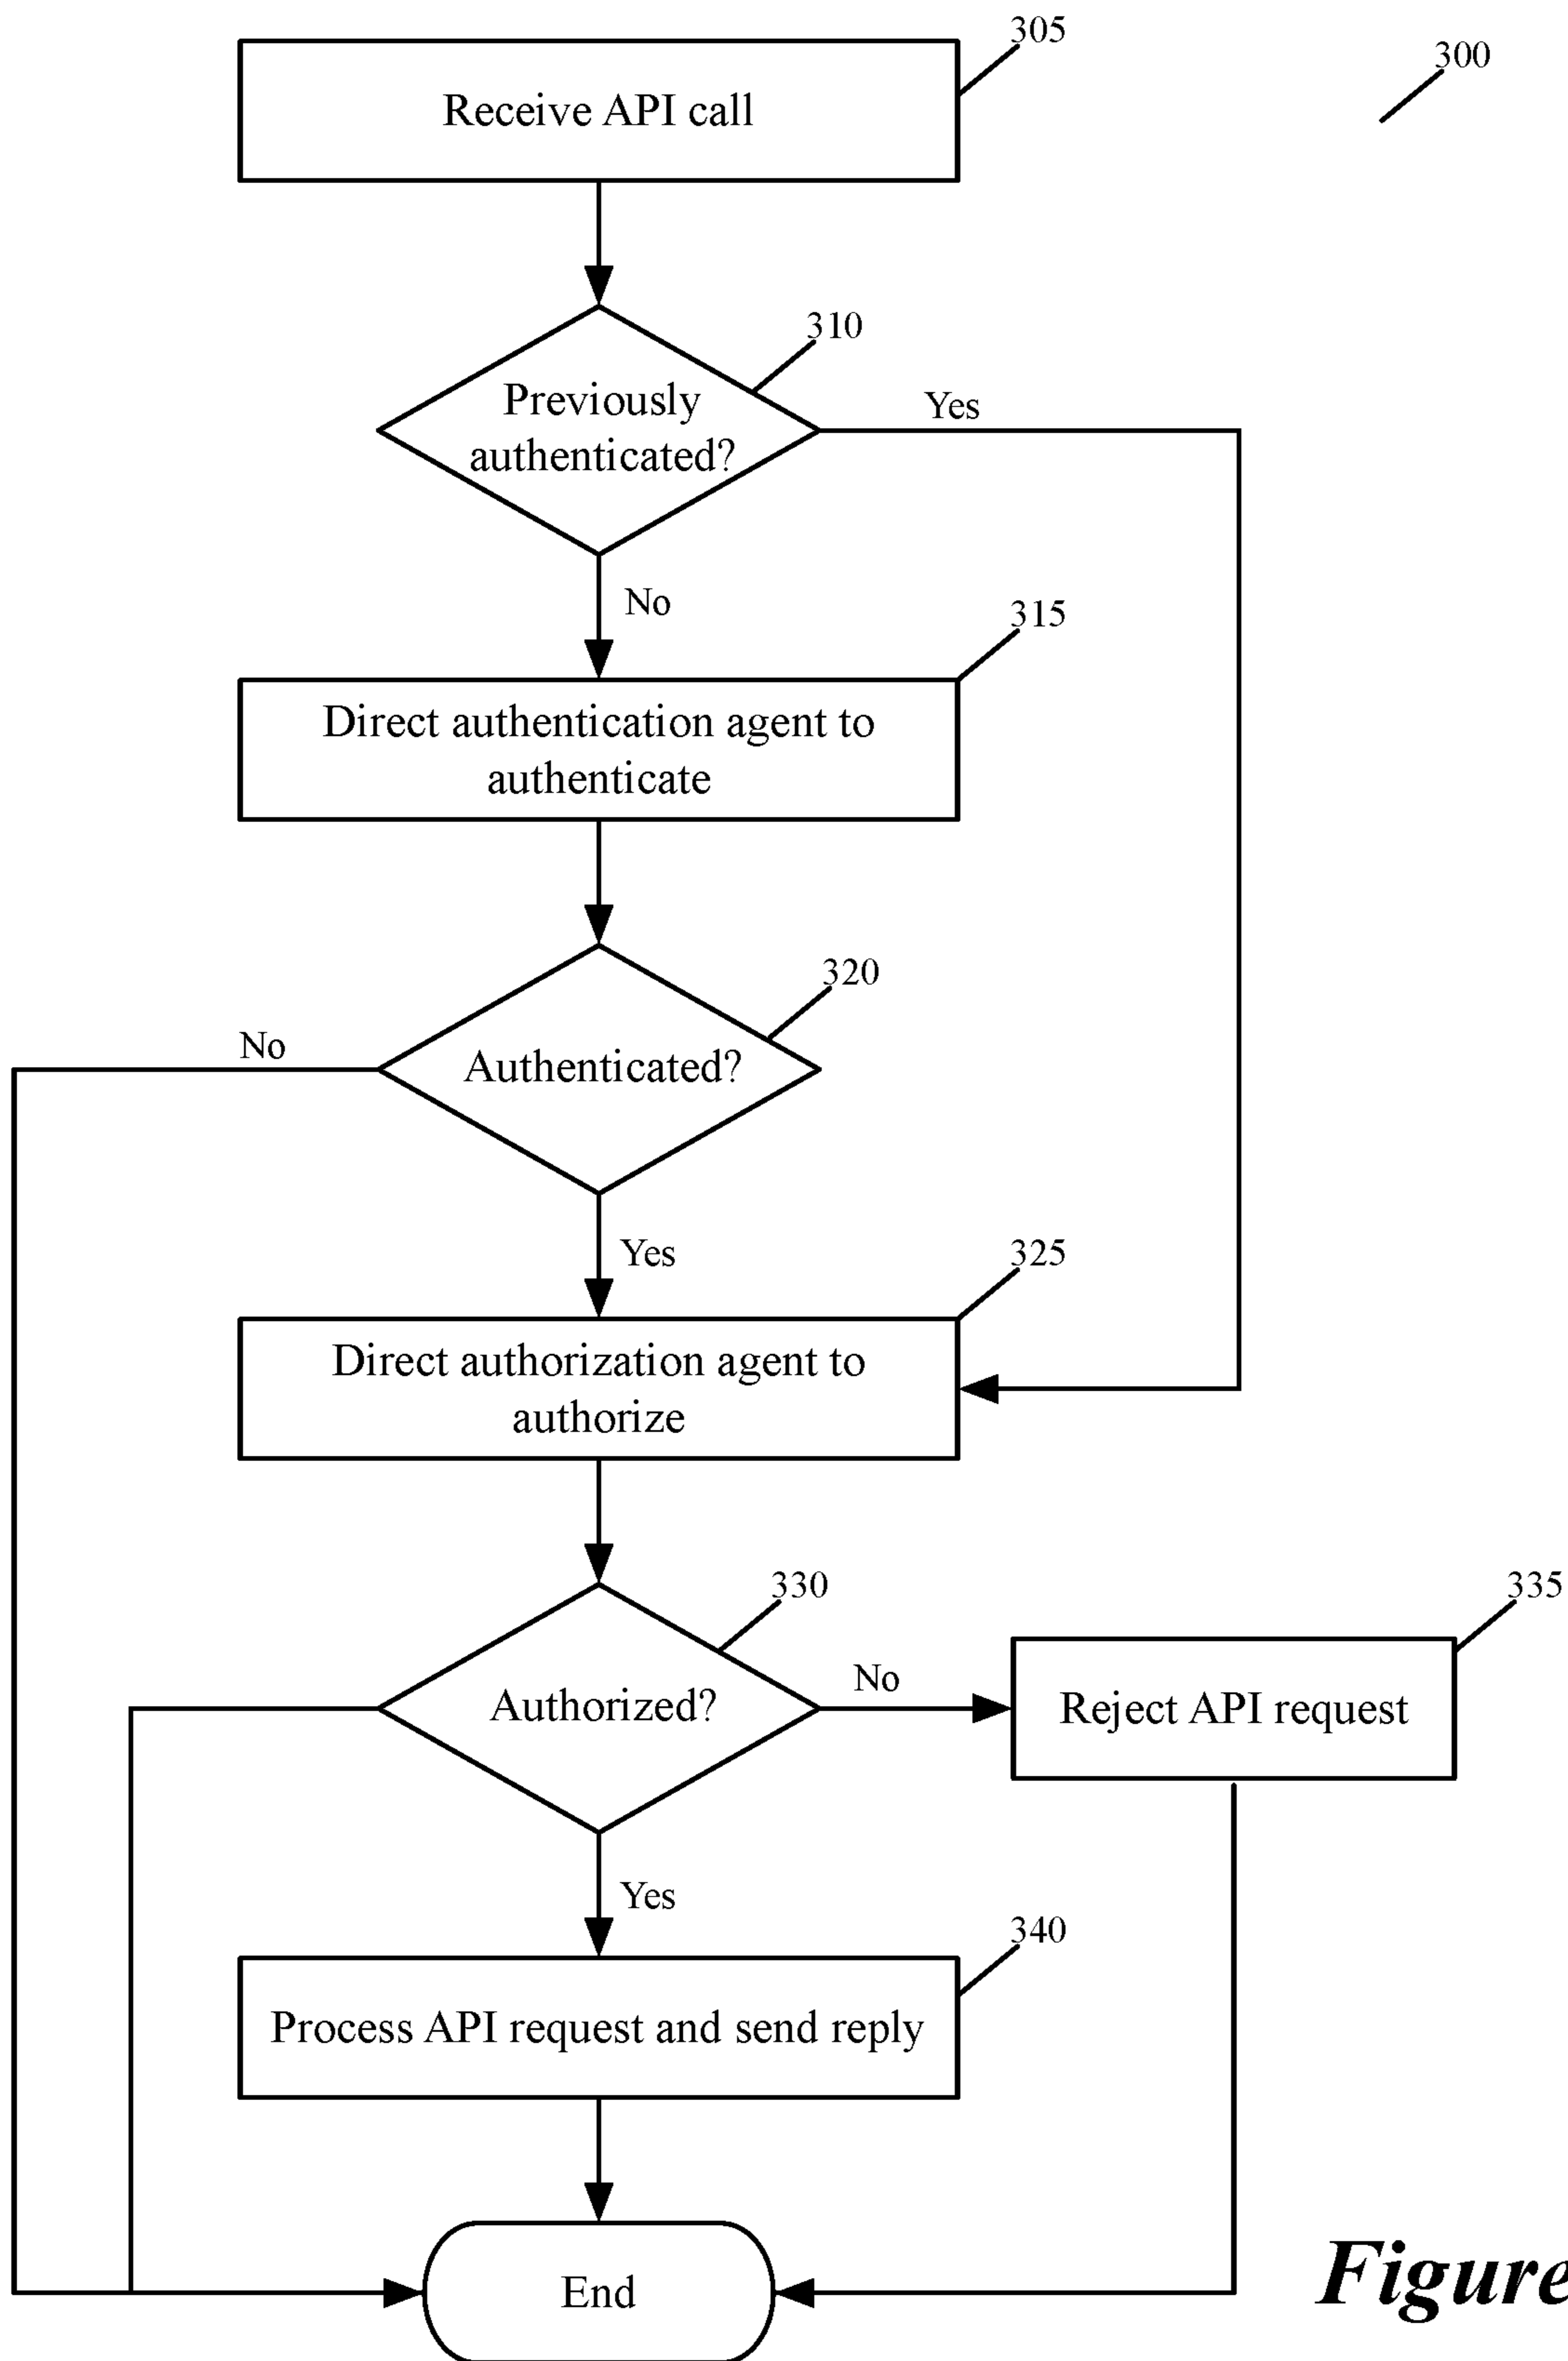 305
300
Receive API call
310
Previously
authenticated?
Yes
No
315
Direct authentication agent to
authenticate
320
No
Authenticated?
Yes
325
Direct authorization agent to
authorize
330
335
Authorized?
No
Reject API request
Yes
340
Process API request and send reply
End
Figure